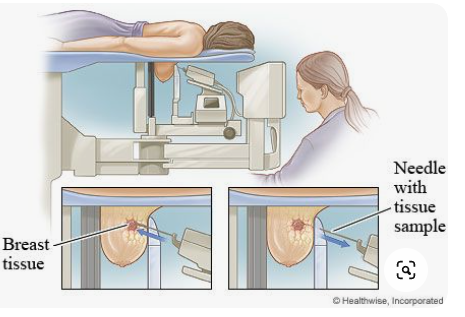 Needle
with
tissue
sample
Breast
tissue
© Healthwise, Incorporated